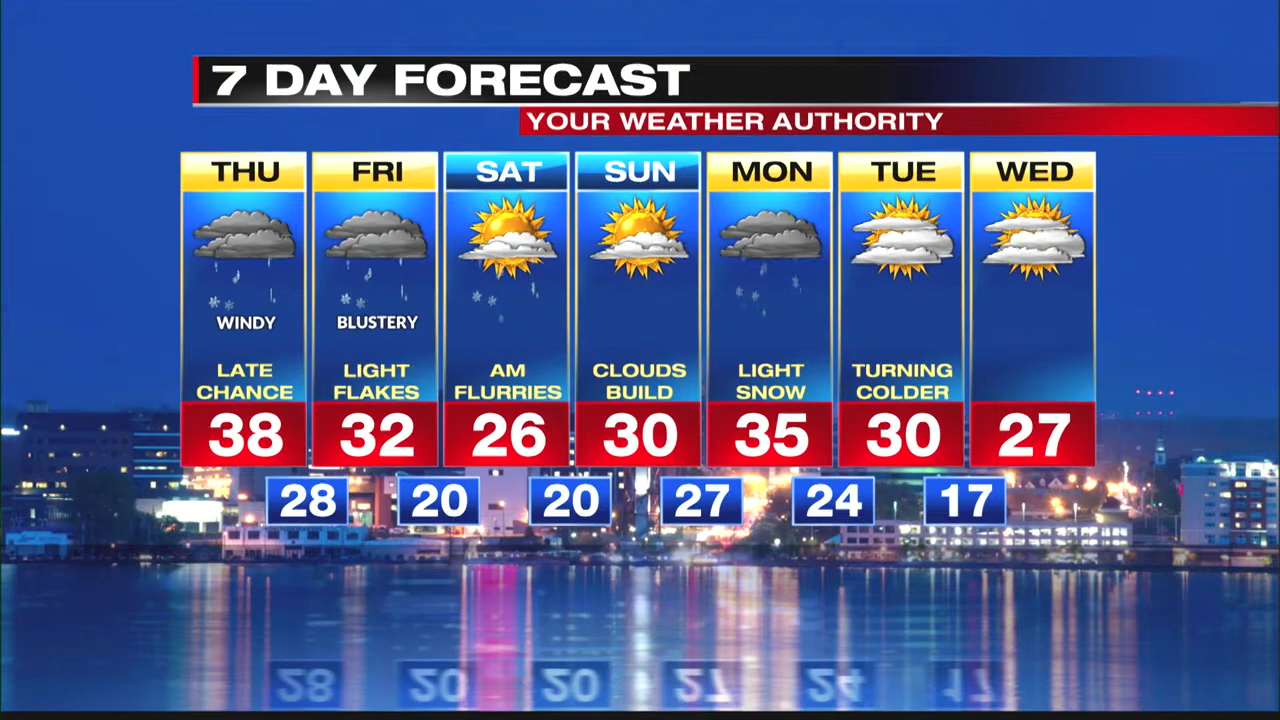 7 DAY FORECAST
YOUR WEATHER AUTHORITY
THU FRI SAT SUN MON TUE WED
WINDY BLUSTERY
LATE LIGHT AM CLOUDS LIGHT TURNING
CHANCE FLAKES FLURRIES BUILD SNOW COLDER
38 32 26 30 35 30 27
28 20 20 27 24 17